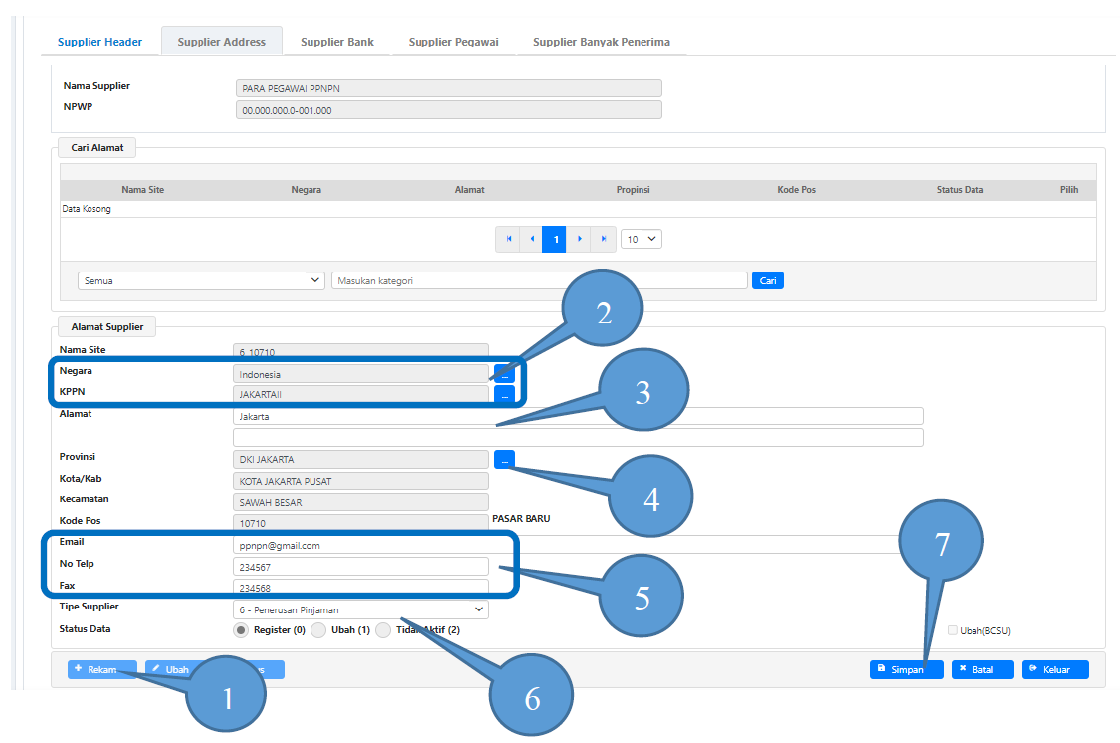 Supplier Header Supplier Address Supplier Bank Supplier Pegawai Supplier Banyak Penerima
Nama Supplier PARA PEGAWAI PPNPN
NPWP 00.000.000.0-001.000
Cari Alamat
Nama Site Negara Alamat Propinsi Kode Pos Status Data Pilih
Data Kosong
1 10
Semua Masukan kategori Cari
2
Alamat Supplier
Nama Site 6_10710
Negara Indonesia ...
KPPN JAKARTAII ...
3
Alamat Jakarta
Provinsi DKI JAKARTA ...
Kota/Kab KOTA JAKARTA PUSAT
4
Kecamatan SAWAH BESAR
Kode Pos 10710 PASAR BARU
Email ppnpn@gmail.com
7
No Telp 234567
Fax 234568
5
Tipe Supplier 6 - Penerusan Pinjaman
Status Data Register (0) Ubah (1) Tidak Aktif (2) Ubah(BCSU)
Rekam Ubah Simpan Batal Keluar
1 6